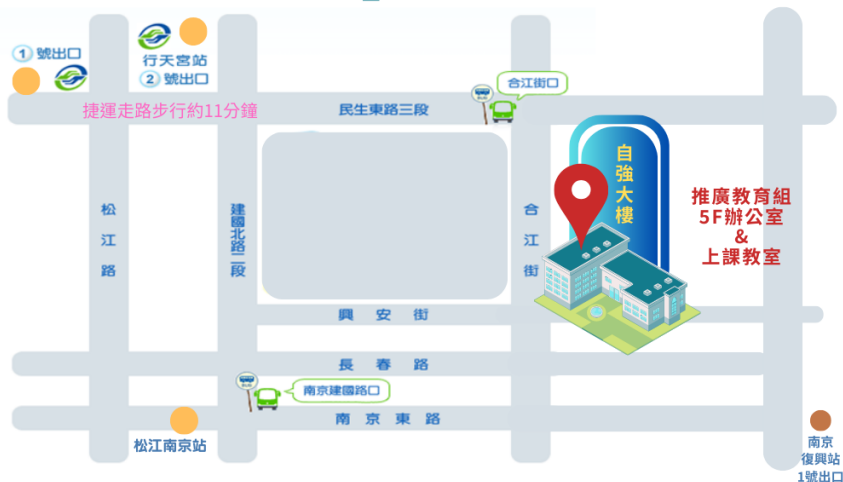 1 號出口
行天宮站
2 號出口
合江街口
捷運走路步行約11分鐘
民生東路三段
自強大樓
松江路
建國北路二段
合江街
推廣教育組
5F辦公室
&
上課教室
興安街
長春路
南京建國路口
南京東路
松江南京站
南京
復興站
1號出口